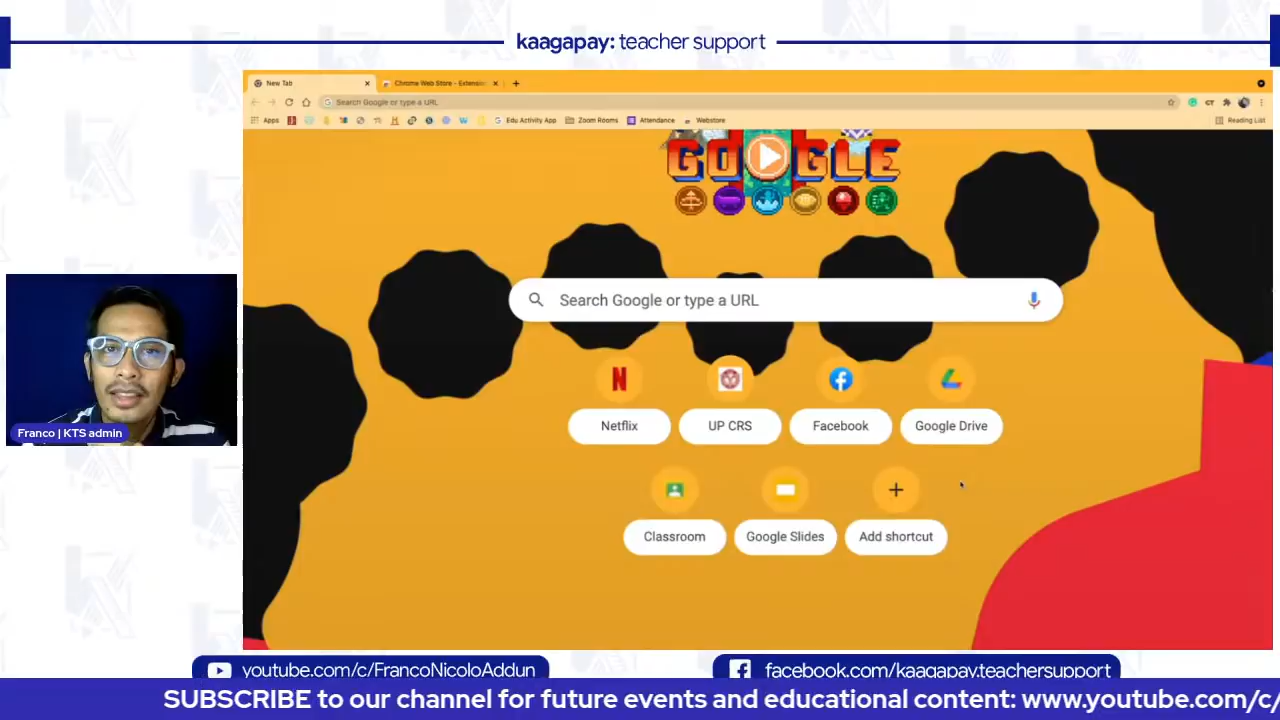 kaagapay: teacher support
New Tab
Chrome Web Store - Extension
Search Google or type a URL
Apps
Edu Activity App
Zoom Rooms
Attendance
Webstore
Reading List
GOOGLE
Search Google or type a URL
Netflix
UP CRS
Facebook
Google Drive
Classroom
Google Slides
Add shortcut
Franco | KTS admin
youtube.com/c/FrancoNicoloAddun
facebook.com/kaagapay.teachersupport
SUBSCRIBE to our channel for future events and educational content: www.youtube.com/c/